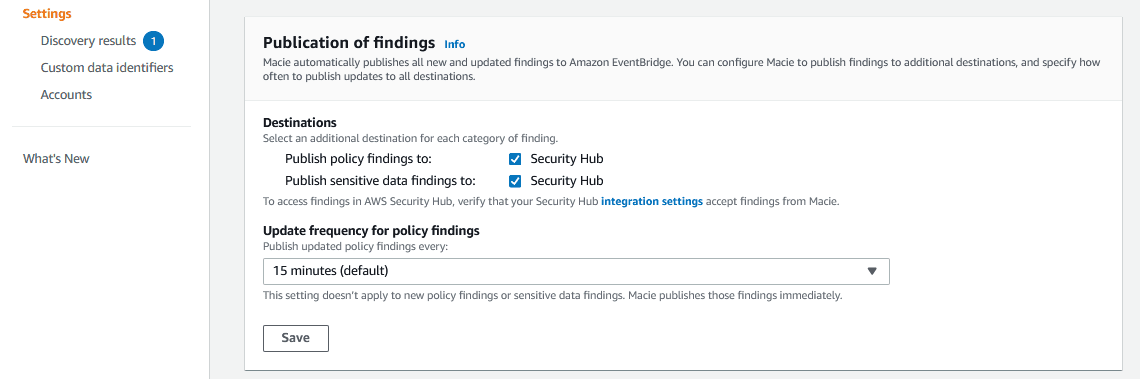 Settings
Discovery results 1
Custom data identifiers
Accounts
What's New
Publication of findings Info
Macie automatically publishes all new and updated findings to Amazon EventBridge. You can configure Macie to publish findings to additional destinations, and specify how
often to publish updates to all destinations.
Destinations
Select an additional destination for each category of finding.
Publish policy findings to: Security Hub
Publish sensitive data findings to: Security Hub
To access findings in AWS Security Hub, verify that your Security Hub integration settings accept findings from Macie.
Update frequency for policy findings
Publish updated policy findings every:
15 minutes (default)
This setting doesn't apply to new policy findings or sensitive data findings. Macie publishes those findings immediately.
Save